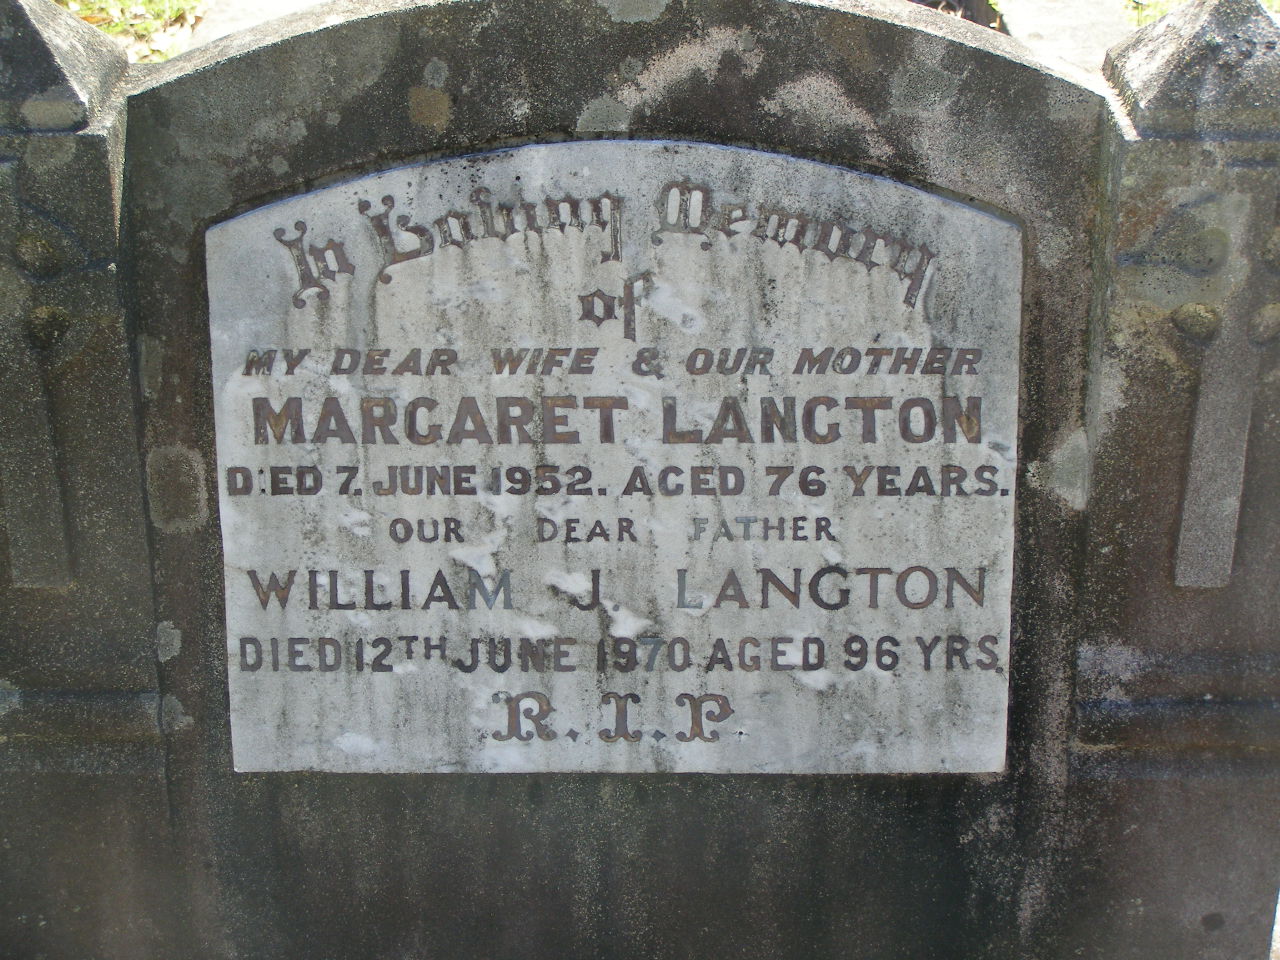 In Loving Memory
of
MY DEAR WIFE & OUR MOTHER
MARGARET LANGTON
DIED 7. JUNE 1952. AGED 76 YEARS.
OUR DEAR FATHER
WILLIAM J. LANGTON
DIED 12TH JUNE 1970 AGED 96 YRS.
R.I.P